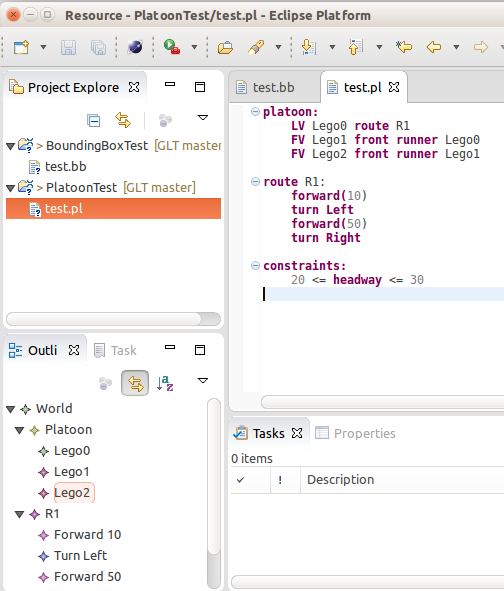 Resource - PlatoonTest/test.pl - Eclipse Platform
Project Explore
> BoundingBoxTest [GLT master
test.bb
> PlatoonTest [GLT master]
test.pl
Outli Task
World
Platoon
Lego0
Lego1
Lego2
R1
Forward 10
Turn Left
Forward 50
test.bb test.pl
platoon:
LV Lego0 route R1
FV Lego1 front runner Lego0
FV Lego2 front runner Lego1
route R1:
forward(10)
turn Left
forward(50)
turn Right
constraints:
20 <= headway <= 30
Tasks Properties
0 items
! Description